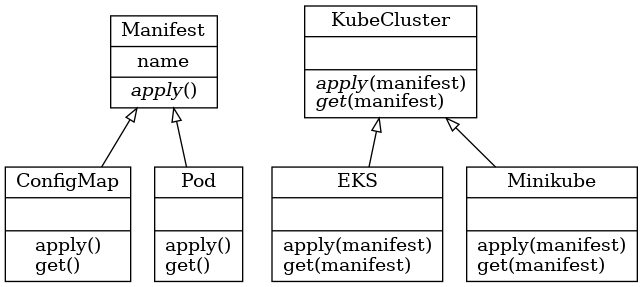 Manifest
name
apply()
KubeCluster
apply(manifest)
get(manifest)
ConfigMap
apply()
get()
Pod
apply()
get()
EKS
apply(manifest)
get(manifest)
Minikube
apply(manifest)
get(manifest)